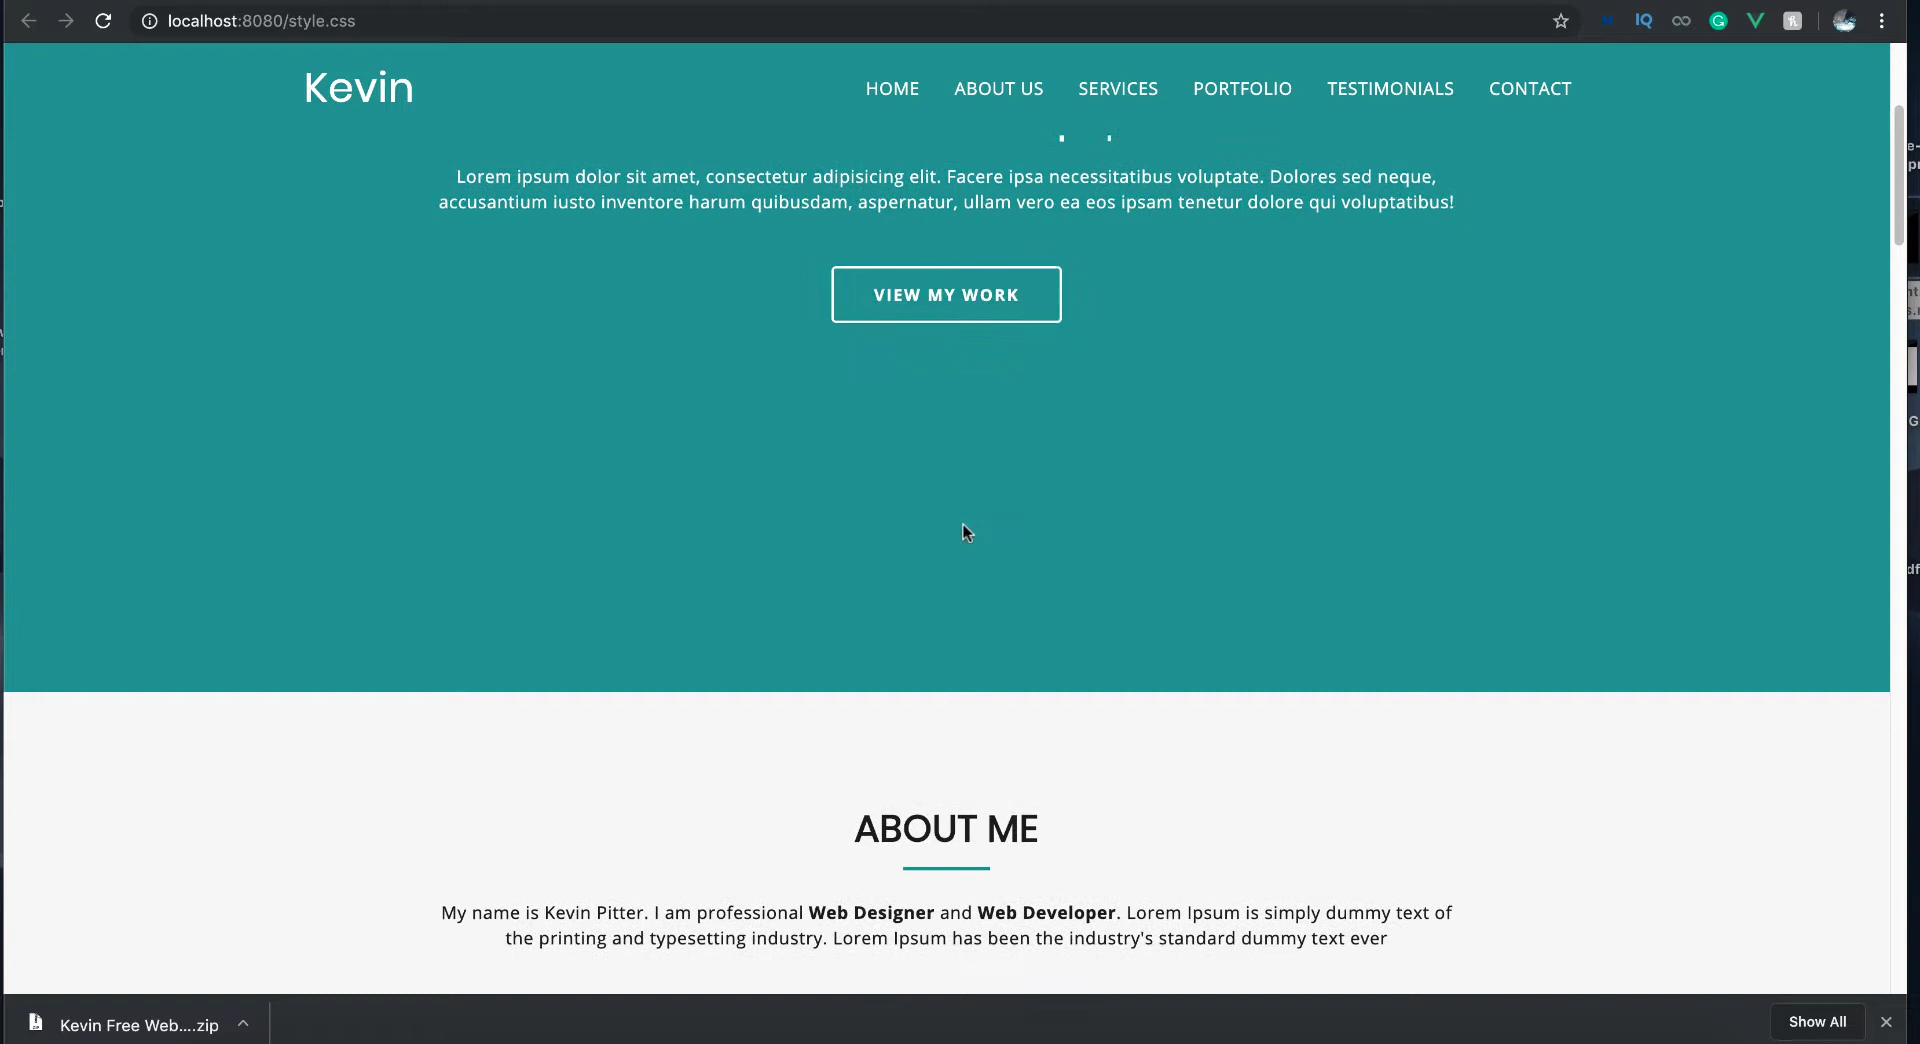 localhost:8080/style.css
IQ
Kevin
HOME ABOUT US SERVICES PORTFOLIO TESTIMONIALS CONTACT
Lorem ipsum dolor sit amet, consectetur adipisicing elit. Facere ipsa necessitatibus voluptate. Dolores sed neque,
accusantium iusto inventore harum quibusdam, aspernatur, ullam vero ea eos ipsam tenetur dolore qui voluptatibus!
VIEW MY WORK
ABOUT ME
My name is Kevin Pitter. I am professional Web Designer and Web Developer. Lorem Ipsum is simply dummy text of
the printing and typesetting industry. Lorem Ipsum has been the industry's standard dummy text ever
Kevin Free Web....zip
Show All